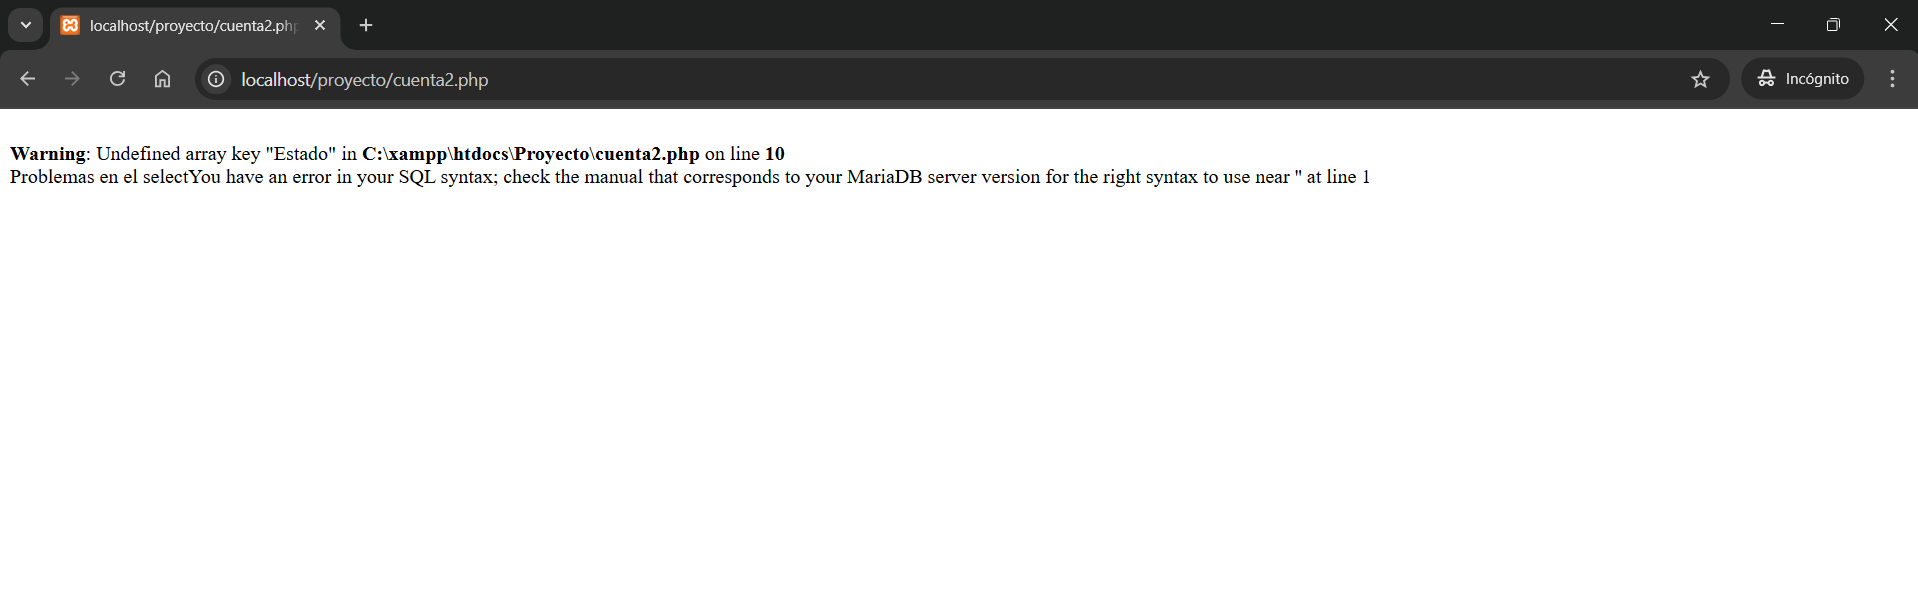 localhost/proyecto/cuenta2.php
localhost/proyecto/cuenta2.php
Incógnito
Warning: Undefined array key "Estado" in C:\xampp\htdocs\Proyecto\cuenta2.php on line 10
Problemas en el selectYou have an error in your SQL syntax; check the manual that corresponds to your MariaDB server version for the right syntax to use near '' at line 1